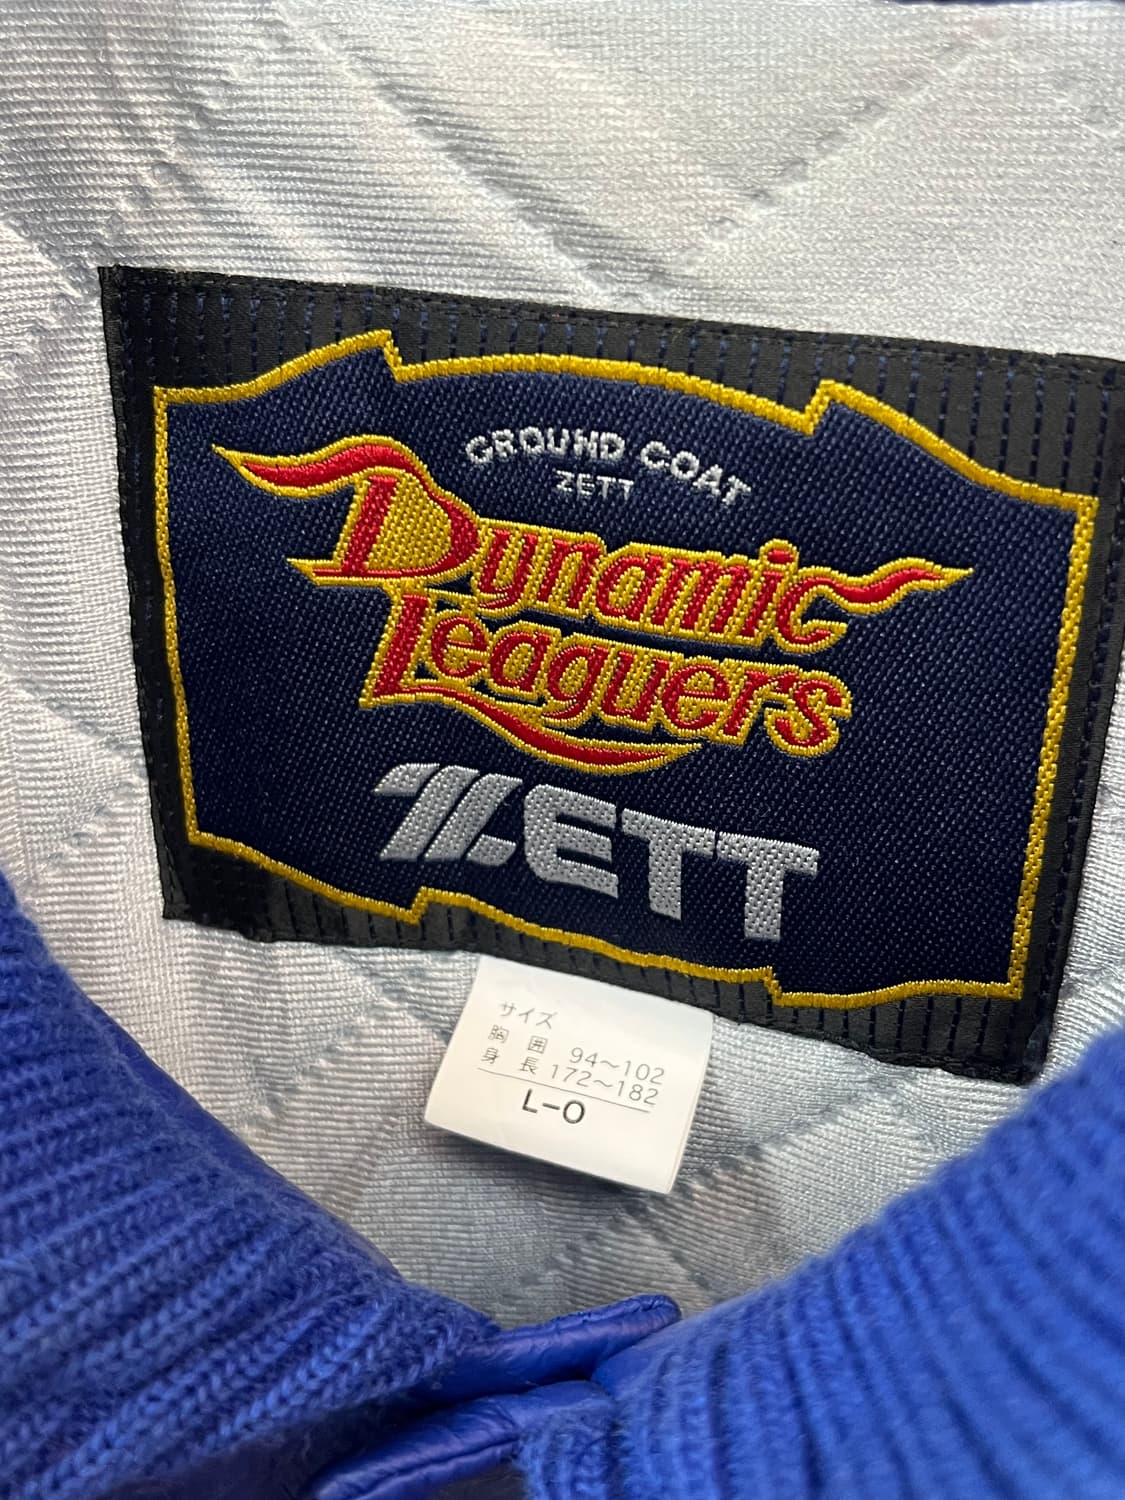 GROUND COAT
ZETT
Dynamic
Leaguers
ZETT
サイズ
胸 囲 94～102
身 長 172～182
L-O